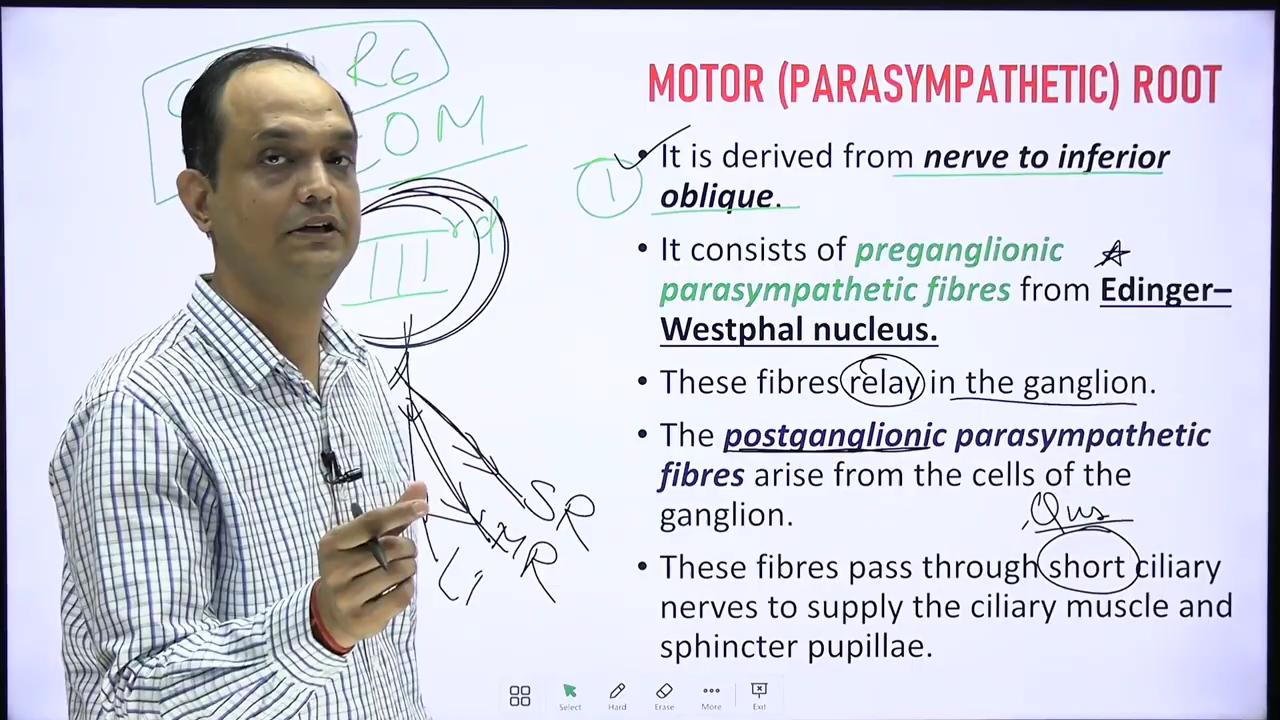 R6
EOM
III rd
SR
MR
MOTOR (PARASYMPATHETIC) ROOT
1
• It is derived from nerve to inferior
oblique.
• It consists of preganglionic
parasympathetic fibres from Edinger–
Westphal nucleus.
• These fibres relay in the ganglion.
• The postganglionic parasympathetic
fibres arise from the cells of the
ganglion.
Qus
• These fibres pass through short ciliary
nerves to supply the ciliary muscle and
sphincter pupillae.
Select Hard Erase More Exit